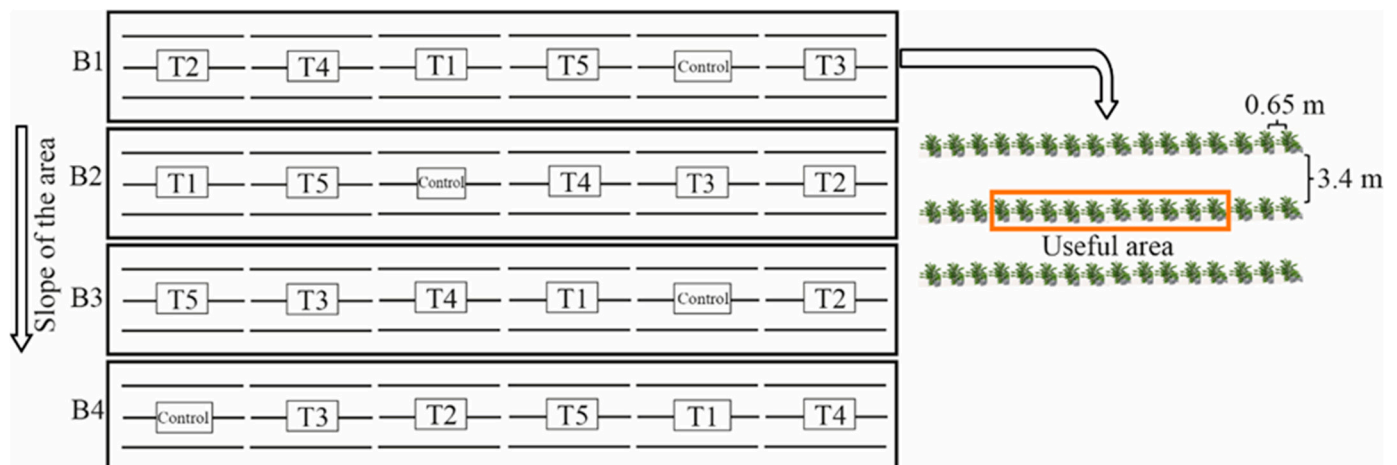 B1 T2 T4 T1 T5 Control T3
0.65 m
B2 T1 T5 Control T4 T3 T2
3.4 m
Useful area
Slope of the area
B3 T5 T3 T4 T1 Control T2
B4 Control T3 T2 T5 T1 T4